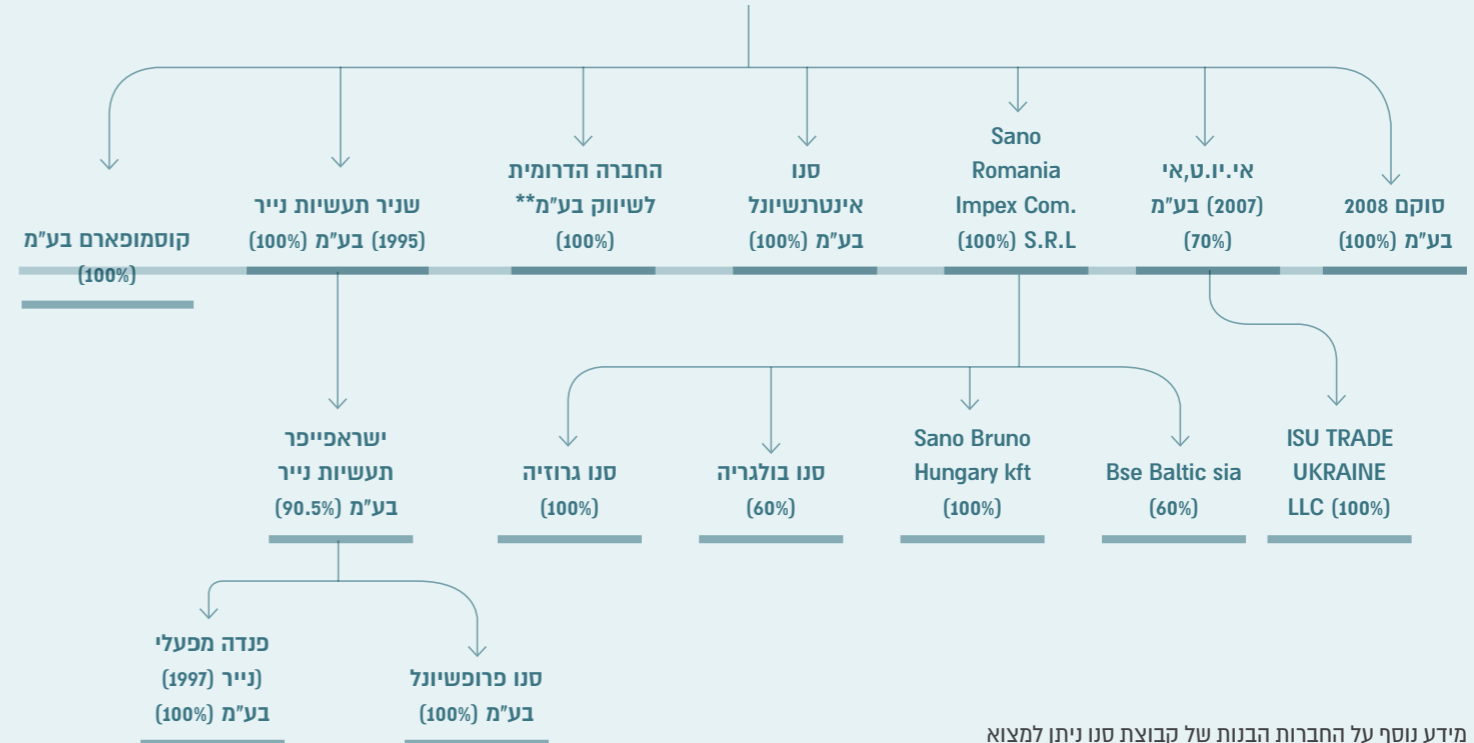 סוקם 2008
בע"מ (100%)
אי.יו.ט,אי
(2007) בע"מ
(70%)
Sano
Romania
Impex Com.
S.R.L (100%)
סנו
אינטרנשיונל
בע"מ (100%)
החברה הדרומית
לשיווק בע"מ**
(100%)
שניר תעשיות נייר
(1995) בע"מ (100%)
קוסמופארם בע"מ
(100%)
ISU TRADE
UKRAINE
LLC (100%)
Bse Baltic sia
(60%)
Sano Bruno
Hungary kft
(100%)
סנו בולגריה
(60%)
סנו גרוזיה
(100%)
ישראפייפר
תעשיות נייר
בע"מ (90.5%)
סנו פרופשיונל
בע"מ (100%)
פנדה מפעלי
נייר (1997)
בע"מ (100%)
מידע נוסף על החברות הבנות של קבוצת סנו ניתן למצוא